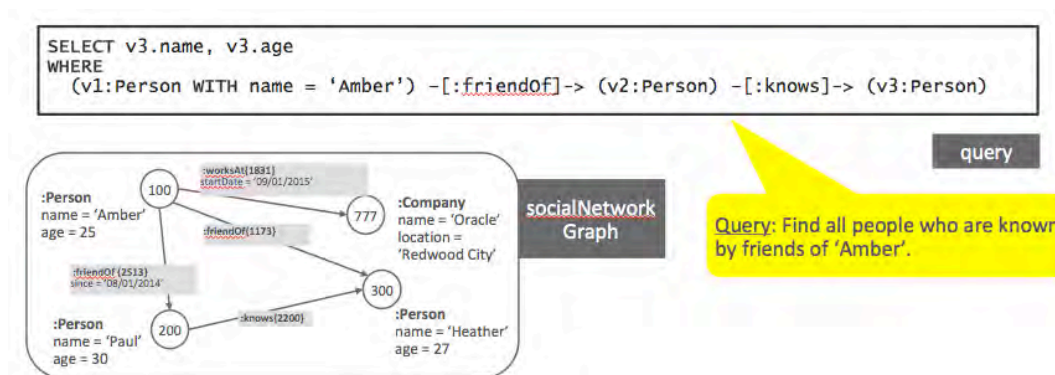 SELECT v3.name, v3.age
WHERE
(v1:Person WITH name = ‘Amber’) –[:friendOf]-> (v2:Person) –[:knows]-> (v3:Person)
query
:worksAt{1831}
startDate = ‘09/01/2015’
100
:Person
name = ‘Amber’
age = 25
777
:Company
name = ‘Oracle’
location =
‘Redwood City’
:friendOf{1173}
:friendOf {2513}
since = ‘08/01/2014’
300
:Person
name = ‘Heather’
age = 27
:knows{2200}
200
:Person
name = ‘Paul’
age = 30
socialNetwork
Graph
Query: Find all people who are known
by friends of ‘Amber’.